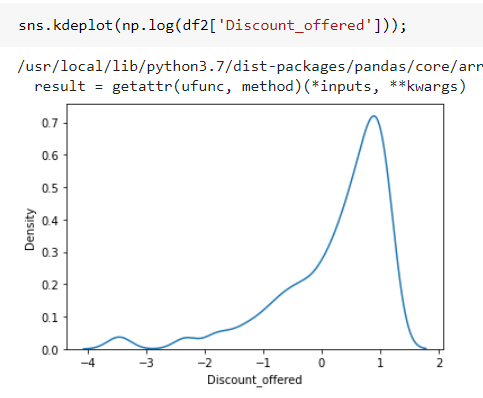 sns.kdeplot(np.log(df2['Discount_offered']));
/usr/local/lib/python3.7/dist-packages/pandas/core/arr
result = getattr(ufunc, method)(*inputs, **kwargs)
0.7
0.6
0.5
0.4
0.3
0.2
0.1
0.0
Density
−4 −3 −2 −1 0 1 2
Discount_offered